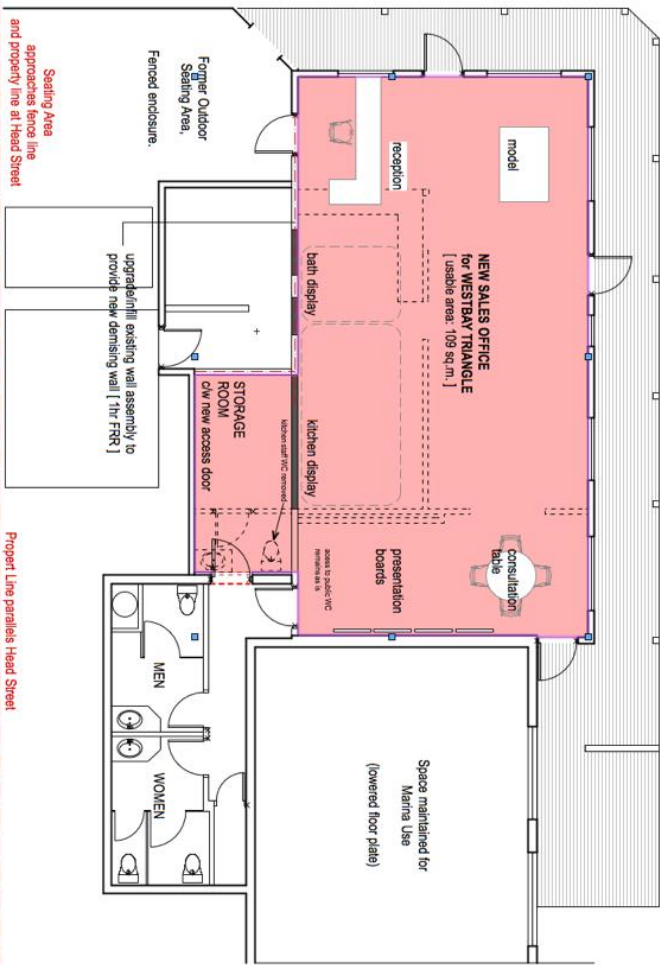 model
reception
NEW SALES OFFICE
for WESTBAY TRIANGLE
[ usable area: 109 sq.m. ]
bath display
kitchen display
consultation
table
presentation
boards
access to public WC
remains as is
kitchen staff WC removed
STORAGE
ROOM
c/w new access door
Former Outdoor
Seating Area,
Fenced enclosure.
Seating Area
approaches fence line
and property line at Head Street
upgrade/infill existing wall assembly to
provide new demising wall [ 1hr FRR ]
Propert Line parallels Head Street
MEN
WOMEN
Space maintained for
Marina Use
(lowered floor plate)